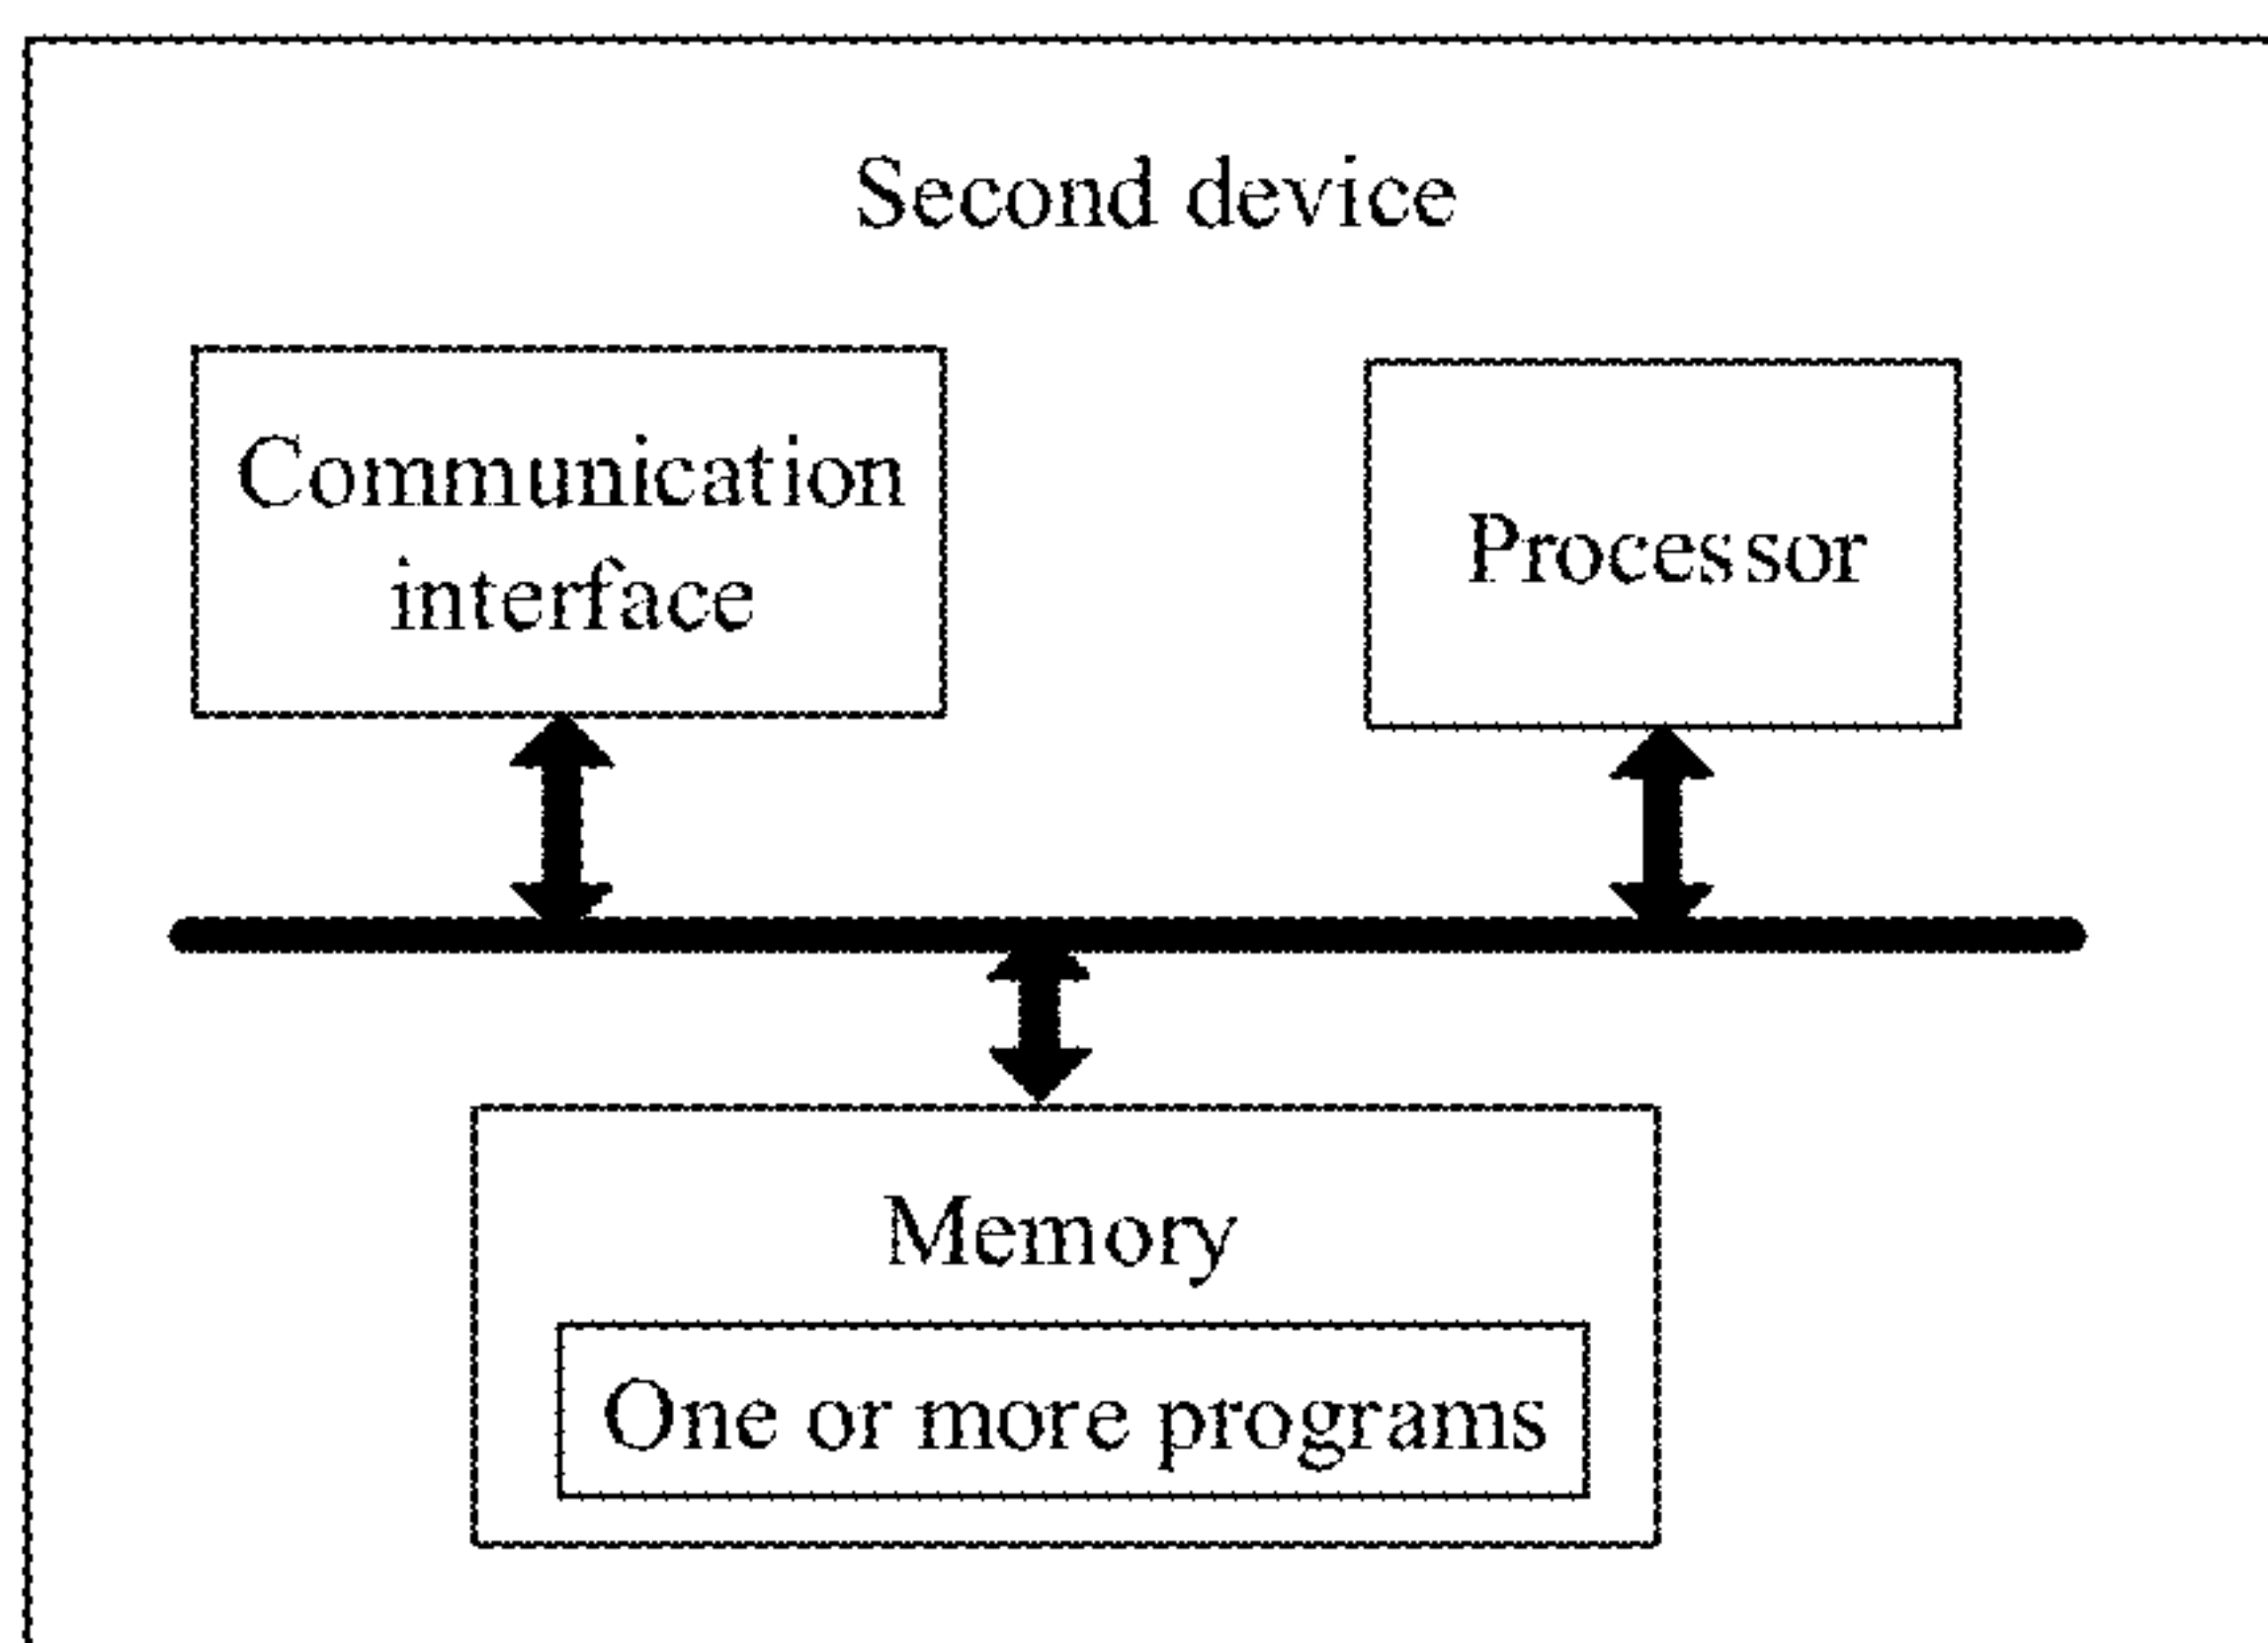 Second device
Communication
interface
Processor
Memory
One or more programs